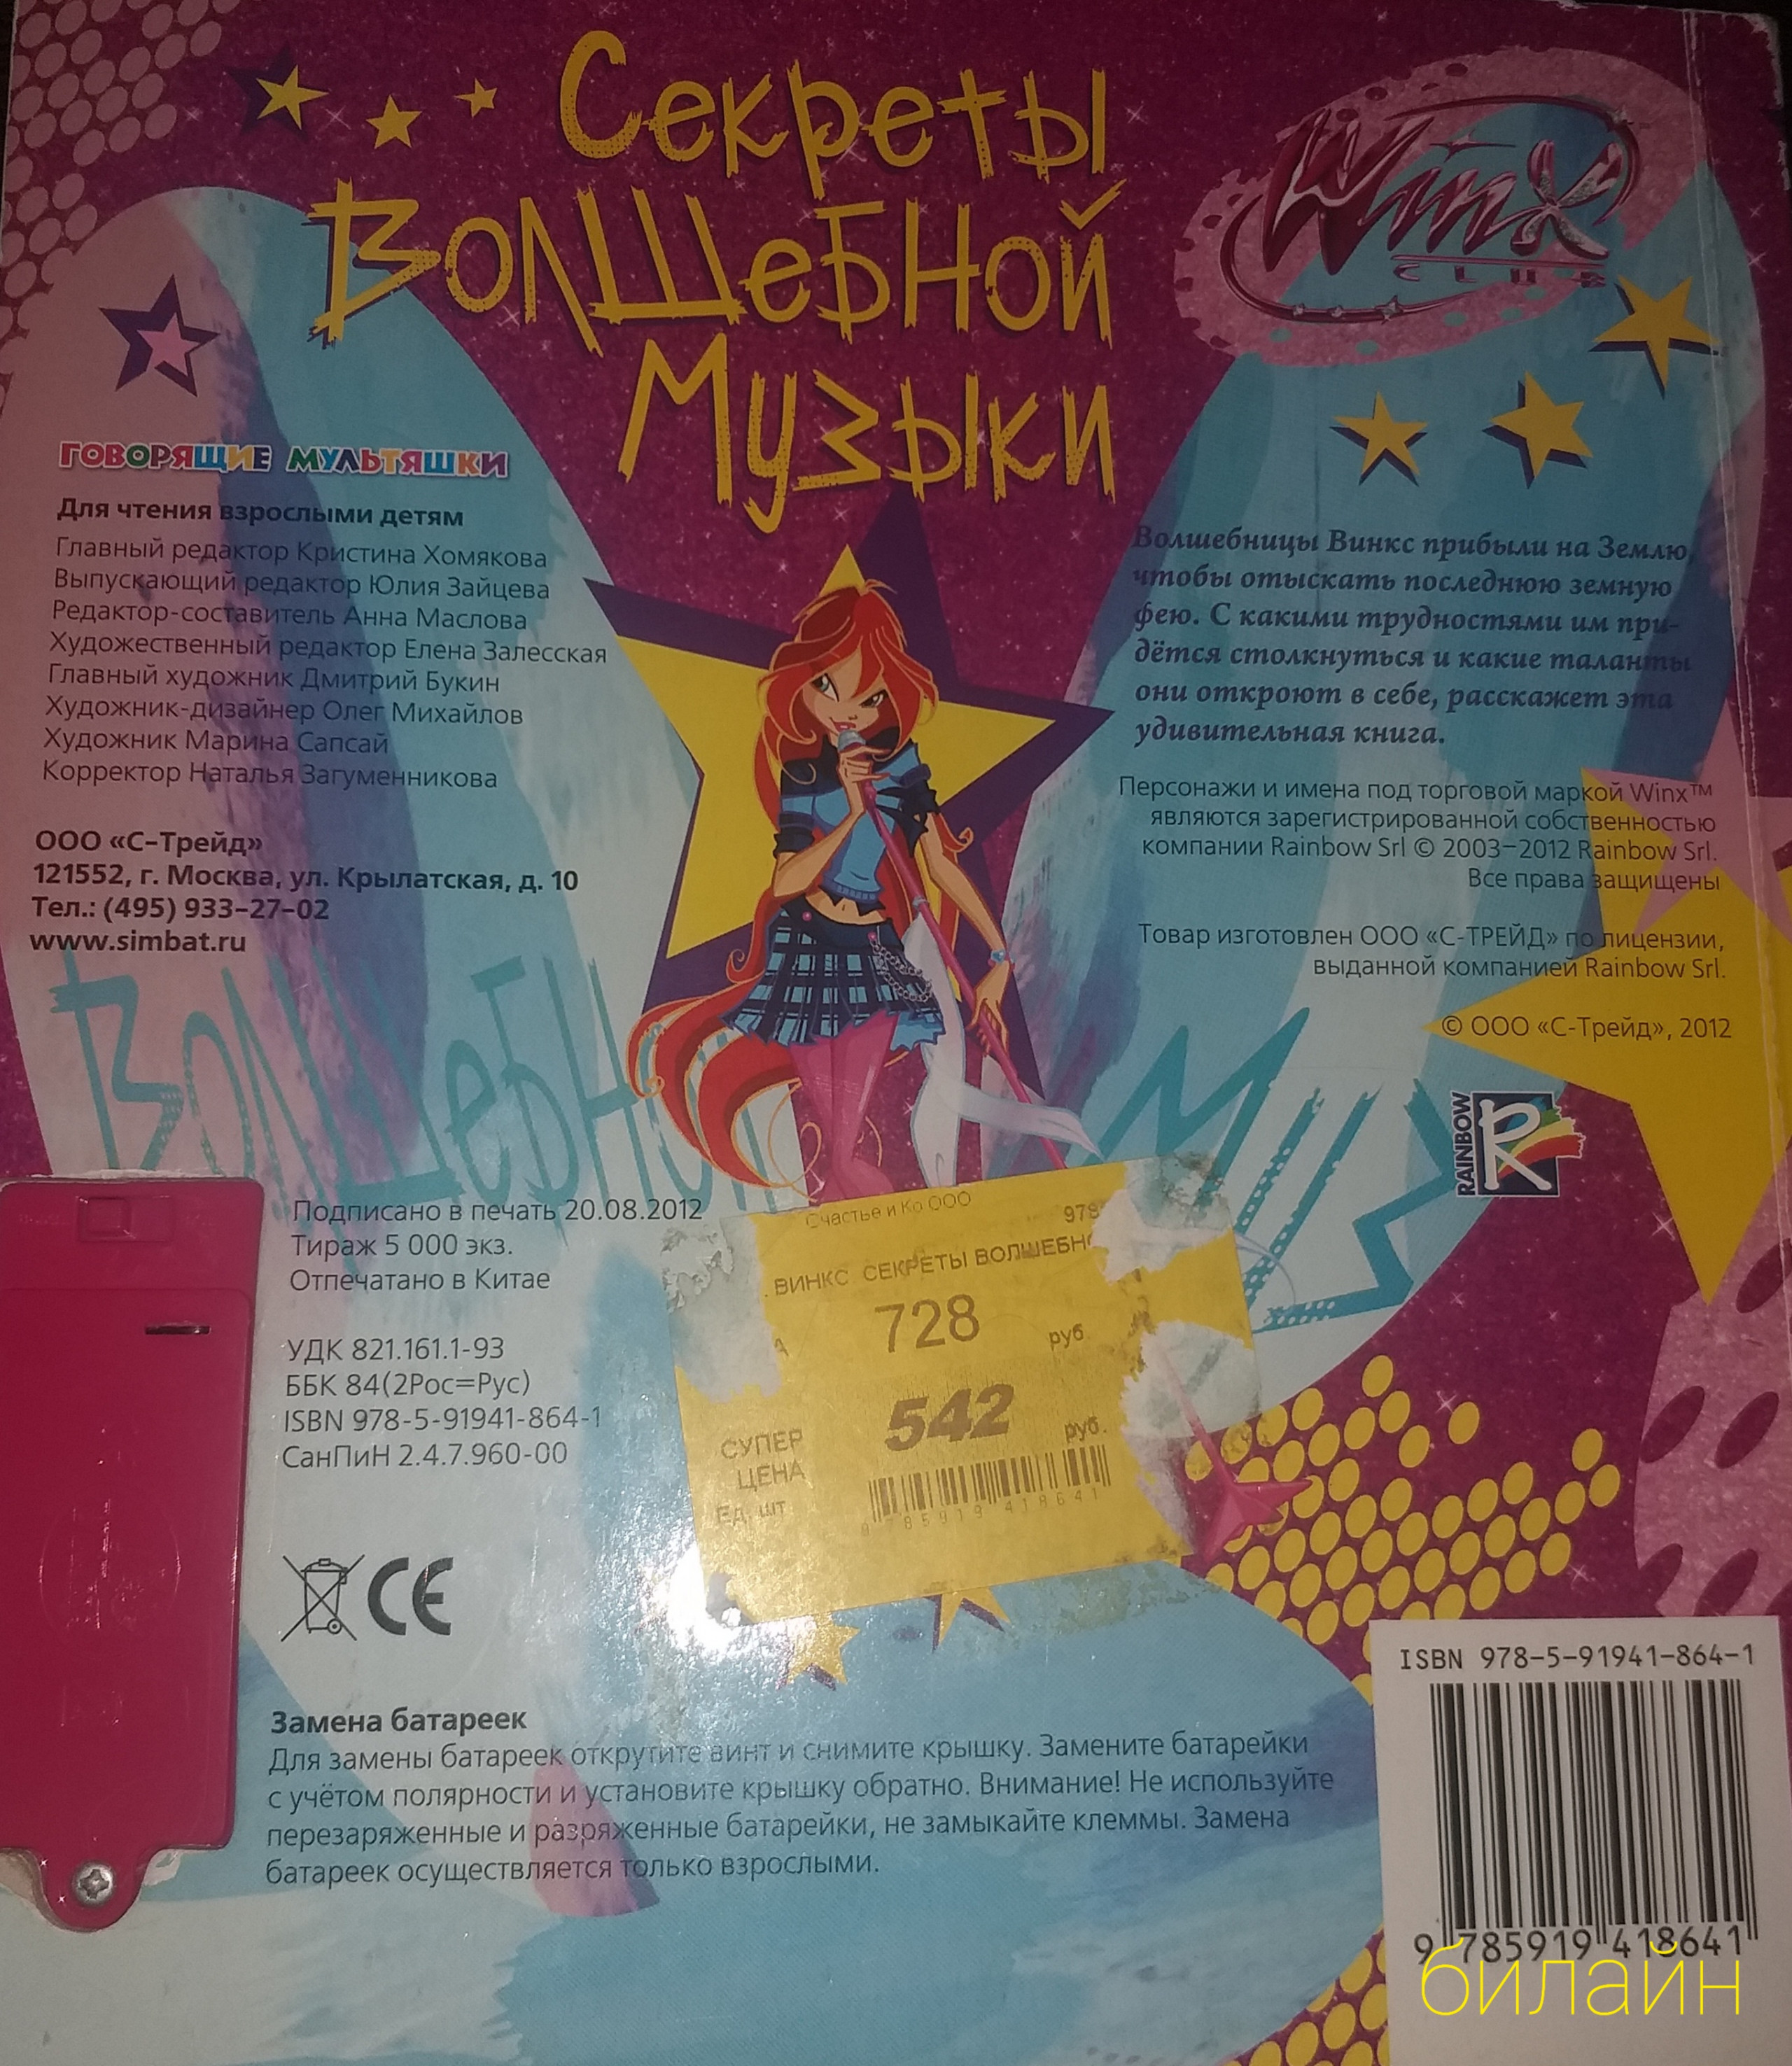 Секреты
Волшебной
Музыки
Winx
CLUB
ГОВОРЯЩИЕ МУЛЬТЯШКИ
Для чтения взрослыми детям
Главный редактор Кристина Хомякова
Выпускающий редактор Юлия Зайцева
Редактор-составитель Анна Маслова
Художественный редактор Елена Залесская
Главный художник Дмитрий Букин
Художник-дизайнер Олег Михайлов
Художник Марина Сапсай
Корректор Наталья Загуменникова
ООО «С-Трейд»
121552, г. Москва, ул. Крылатская, д. 10
Тел.: (495) 933-27-02
www.simbat.ru
Волшебницы Винкс прибыли на Землю,
чтобы отыскать последнюю земную
фею. С какими трудностями им при-
дётся столкнуться и какие таланты
они откроют в себе, расскажет эта
удивительная книга.
Персонажи и имена под торговой маркой Winx™
являются зарегистрированной собственностью
компании Rainbow Srl © 2003–2012 Rainbow Srl.
Все права защищены
Товар изготовлен ООО «С-ТРЕЙД» по лицензии,
выданной компанией Rainbow Srl.
© ООО «С-Трейд», 2012
RAINBOW
R
Волшебной
Подписано в печать 20.08.2012
Тираж 5 000 экз.
Отпечатано в Китае
УДК 821.161.1-93
ББК 84(2Рос=Рус)
ISBN 978-5-91941-864-1
СанПиН 2.4.7.960-00
CE
Счастье и Ко ООО
978
ВИНКС СЕКРЕТЫ ВОЛШЕБН
728 руб.
542 руб.
СУПЕР
ЦЕНА
Ед. шт
9 785919 418641
Замена батареек
Для замены батареек открутите винт и снимите крышку. Замените батарейки
с учётом полярности и установите крышку обратно. Внимание! Не используйте
перезаряженные и разряженные батарейки, не замыкайте клеммы. Замена
батареек осуществляется только взрослыми.
ISBN 978-5-91941-864-1
9 785919 418641
билайн